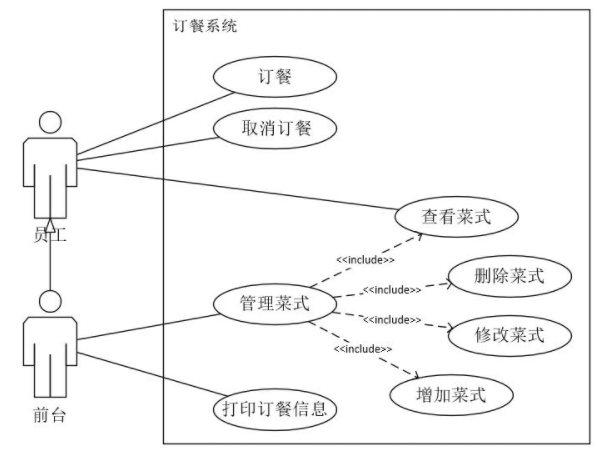 订餐系统
订餐
取消订餐
员工
查看菜式
<<include>>
删除菜式
管理菜式
<<include>>
<<include>>
修改菜式
<<include>>
增加菜式
前台
打印订餐信息